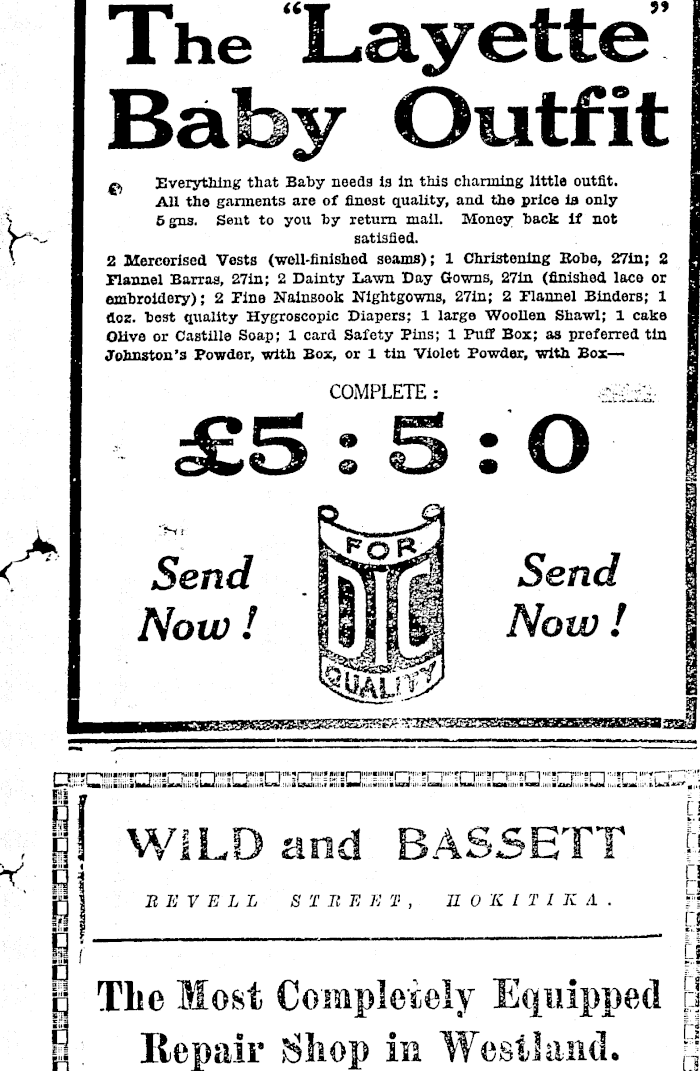 The "Layette"
Baby Outfit
Everything that Baby needs is in this charming little outfit.
All the garments are of finest quality, and the price is only
5 gns. Sent to you by return mail. Money back if not
satisfied.
2 Mercerised Vests (well-finished seams); 1 Christening Robe, 27in; 2
Flannel Barras, 27in; 2 Dainty Lawn Day Gowns, 27in (finished lace or
embroidery); 2 Fine Nainsook Nightgowns, 27in; 2 Flannel Binders; 1
doz. best quality Hygroscopic Diapers; 1 large Woollen Shawl; 1 cake
Olive or Castille Soap; 1 card Safety Pins; 1 Puff Box; as preferred tin
Johnston's Powder, with Box, or 1 tin Violet Powder, with Box—
COMPLETE :
£5 : 5 : 0
Send
Now !
FOR
DIC
QUALITY
Send
Now !
WILD and BASSETT
REVELL STREET, HOKITIKA.
The Most Completely Equipped
Repair Shop in Westland.